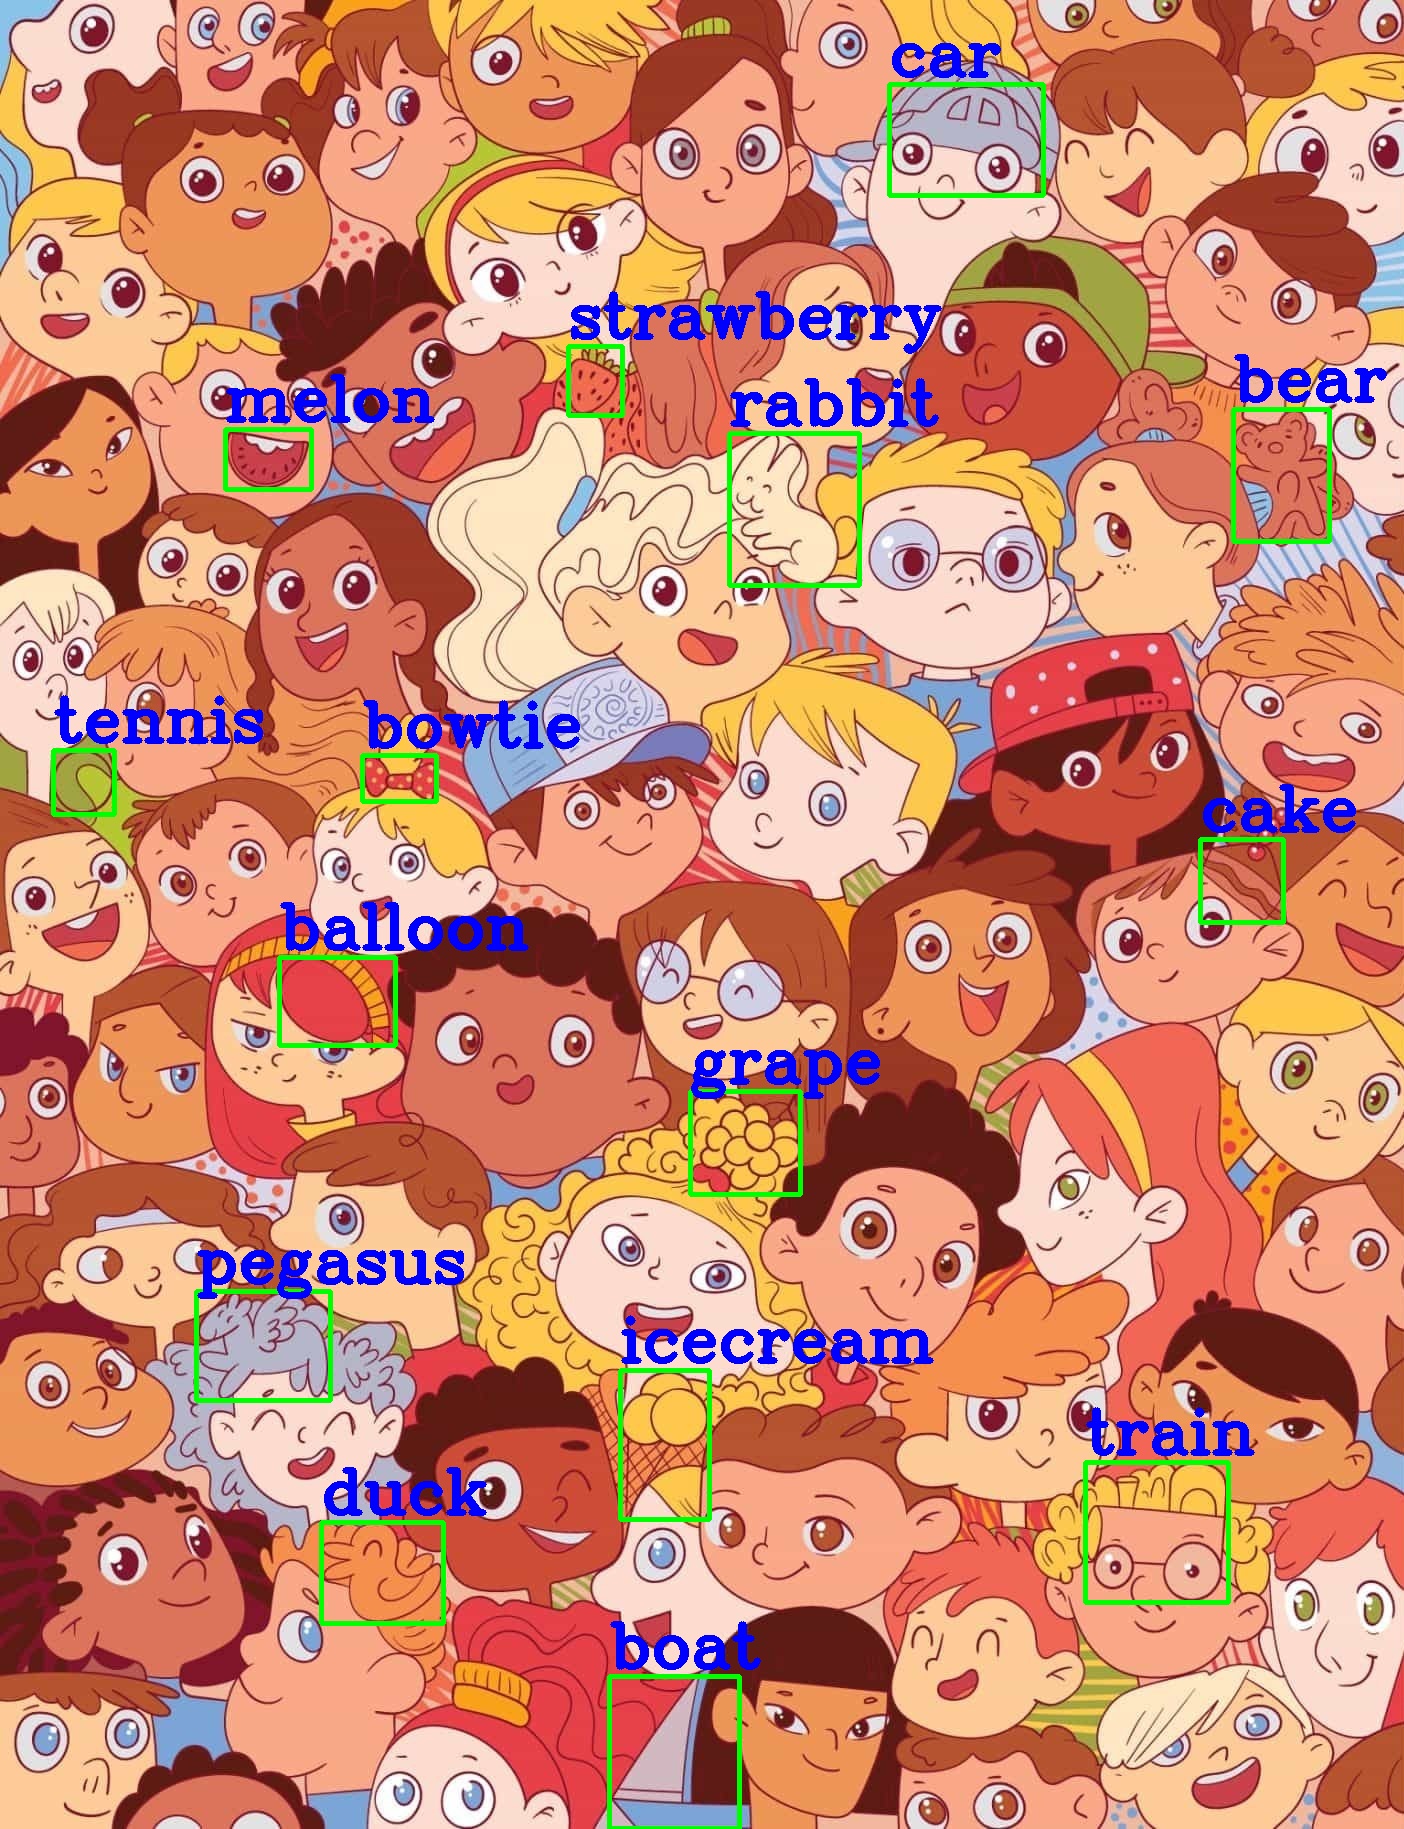 car
strawberry
bear
melon
rabbit
tennis
bowtie
cake
balloon
grape
pegasus
icecream
train
duck
boat